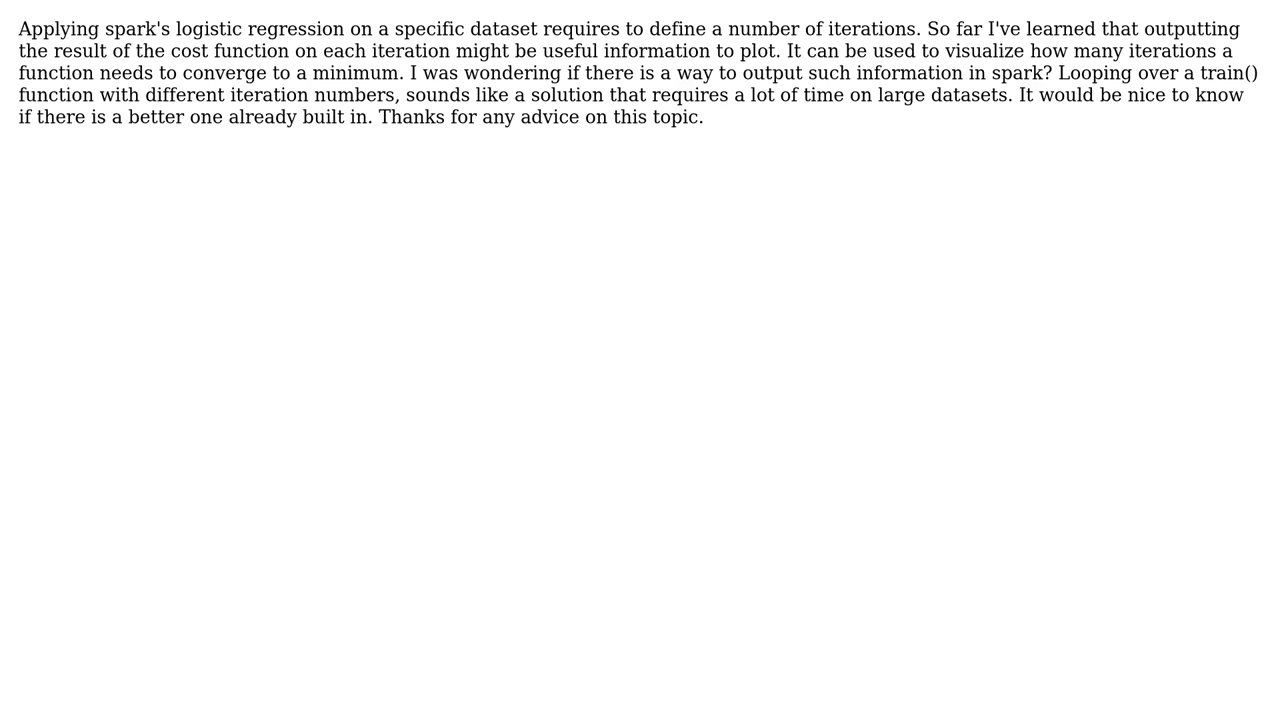 Applying spark's logistic regression on a specific dataset requires to define a number of iterations. So far I've learned that outputting
the result of the cost function on each iteration might be useful information to plot. It can be used to visualize how many iterations a
function needs to converge to a minimum. I was wondering if there is a way to output such information in spark? Looping over a train()
function with different iteration numbers, sounds like a solution that requires a lot of time on large datasets. It would be nice to know
if there is a better one already built in. Thanks for any advice on this topic.